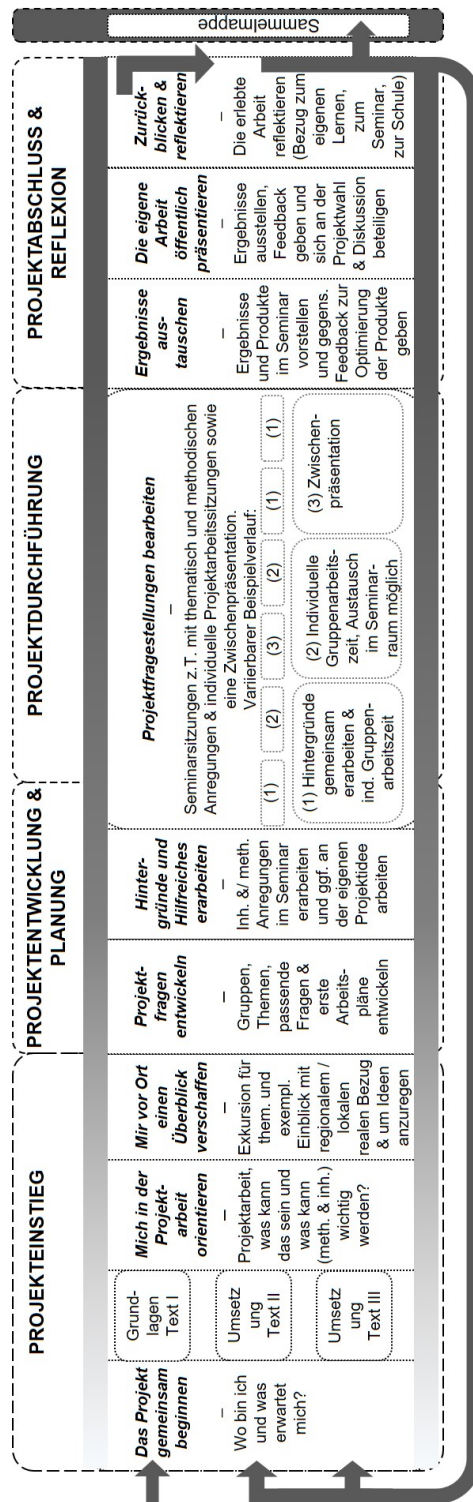 PROJEKTEINSTIEG
Das Projekt
gemeinsam
beginnen
–
Wo bin ich
und was
erwartet
mich?
Grund-
lagen
Text I
Umsetz
ung
Text II
Umsetz
ung
Text III
Mich in der
Projekt-
arbeit
orientieren
–
Projektarbeit,
was kann
das sein und
was kann
(meth. & inh.)
wichtig
werden?
Mir vor Ort
einen
Überblick
verschaffen
–
Exkursion für
them. und
exempl.
Einblick mit
regionalem /
lokalen
realen Bezug
& um Ideen
anzuregen
PROJEKTENTWICKLUNG &
PLANUNG
Projekt-
fragen
entwickeln
–
Gruppen,
Themen,
passende
Fragen &
erste
Arbeits-
pläne
entwickeln
Hinter-
gründe und
Hilfreiches
erarbeiten
–
Inh. &/ meth.
Anregungen
im Seminar
erarbeiten
und ggf. an
der eigenen
Projektidee
arbeiten
PROJEKTDURCHFÜHRUNG
Projektfragestellungen bearbeiten
–
Seminarsitzungen z.T. mit thematisch und methodischen
Anregungen & individuelle Projektarbeitssitzungen sowie
eine Zwischenpräsentation.
Variierbarer Beispielverlauf:
(1) (2) (3) (2) (1) (1)
(1) Hintergründe
gemeinsam
erarbeiten &
ind. Gruppen-
arbeitszeit
(2) Individuelle
Gruppenarbeits-
zeit, Austausch
im Seminar-
raum möglich
(3) Zwischen-
präsentation
PROJEKTABSCHLUSS &
REFLEXION
Ergebnisse
aus-
tauschen
–
Ergebnisse
und Produkte
im Seminar
vorstellen
und gegens.
Feedback zur
Optimierung
der Produkte
geben
Die eigene
Arbeit
öffentlich
präsentieren
–
Ergebnisse
ausstellen,
Feedback
geben und
sich an der
Projektwahl
& Diskussion
beteiligen
Zurück-
blicken &
reflektieren
–
Die erlebte
Arbeit
reflektieren
(Bezug zum
eigenen
Lernen,
zum
Seminar,
zur Schule)
Sammelmappe